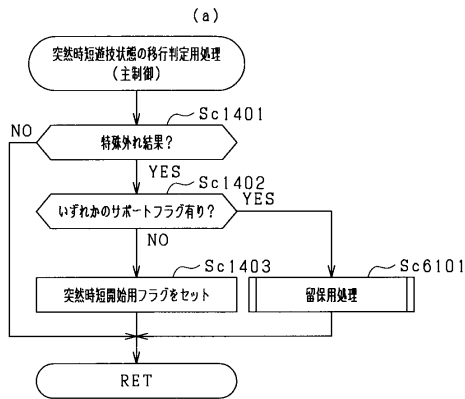 (a)
突然時短遊技状態の移行判定用処理
(主制御)
Sc1401
NO
特殊外れ結果?
YES
Sc1402
いずれかのサポートフラグ有り?
YES
NO
Sc1403
Sc6101
突然時短開始用フラグをセット
留保用処理
RET